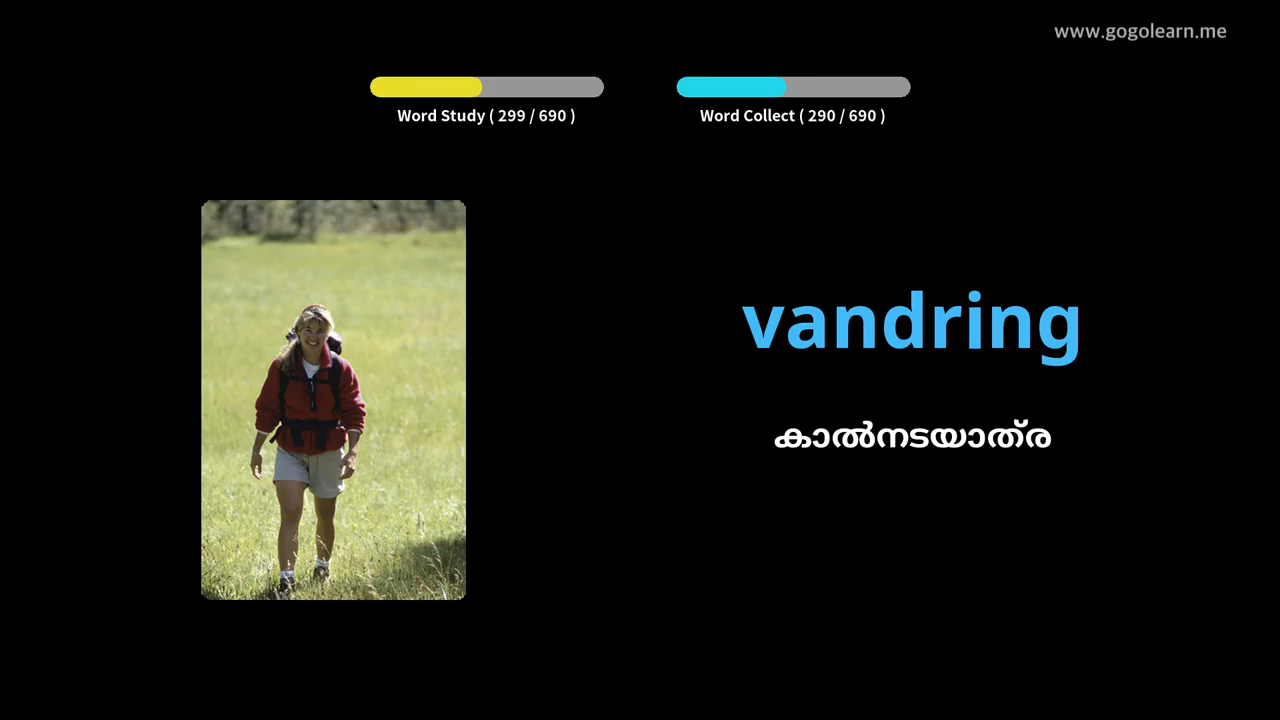 www.gogolearn.me
Word Study ( 299 / 690 )
Word Collect ( 290 / 690 )
vandring
കാൽനടയാത്ര